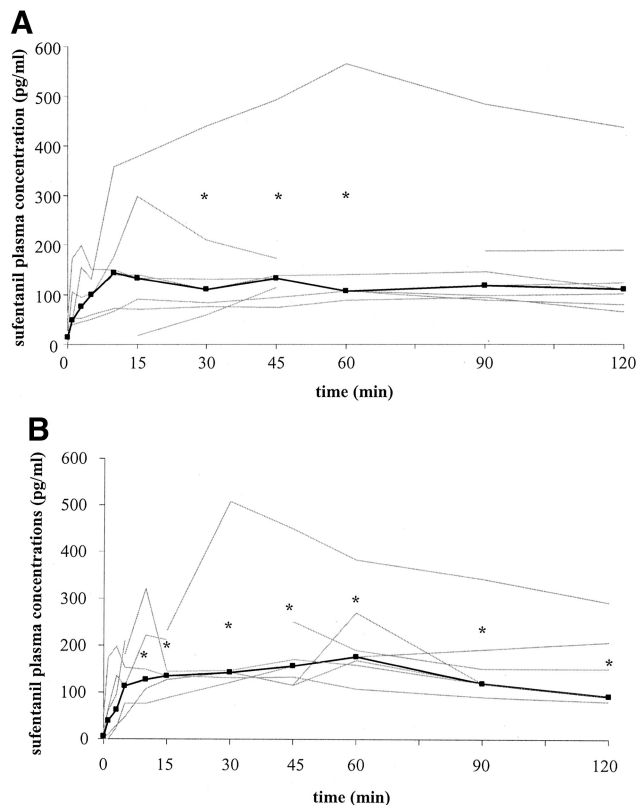 A
sufentanil plasma concentration (pg/ml)
600
500
400
300
200
100
0
0 15 30 45 60 90 120
* * *
time (min)
B
sufentanil plasma concentrations (pg/ml)
600
500
400
300
200
100
0
0 15 30 45 60 90 120
* * * * * * *
time (min)